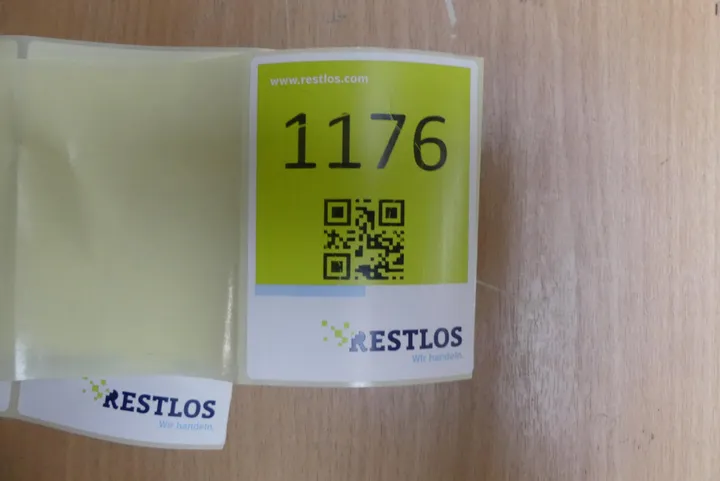 www.restlos.com
1176
RESTLOS
Wir handeln.
RESTLOS
Wir handeln.